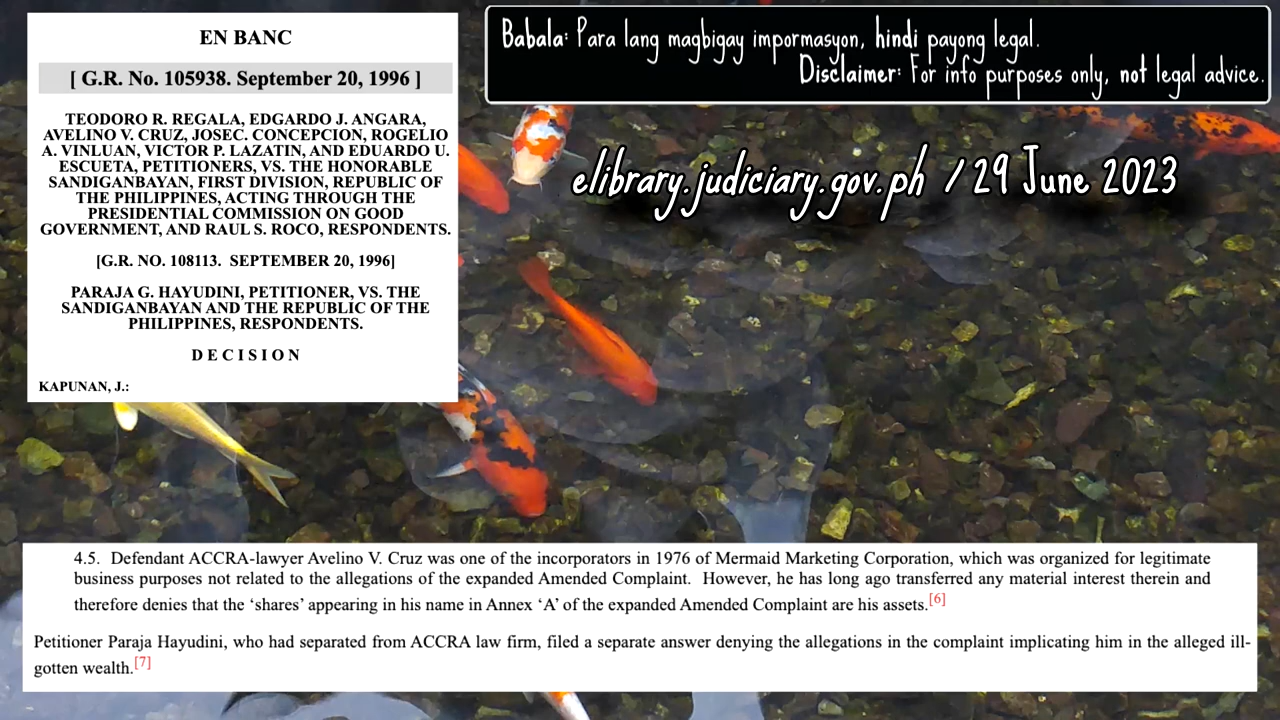 EN BANC
[ G.R. No. 105938. September 20, 1996 ]
TEODORO R. REGALA, EDGARDO J. ANGARA,
AVELINO V. CRUZ, JOSEC. CONCEPCION, ROGELIO
A. VINLUAN, VICTOR P. LAZATIN, AND EDUARDO U.
ESCUETA, PETITIONERS, VS. THE HONORABLE
SANDIGANBAYAN, FIRST DIVISION, REPUBLIC OF
THE PHILIPPINES, ACTING THROUGH THE
PRESIDENTIAL COMMISSION ON GOOD
GOVERNMENT, AND RAUL S. ROCO, RESPONDENTS.
[G.R. NO. 108113. SEPTEMBER 20, 1996]
PARAJA G. HAYUDINI, PETITIONER, VS. THE
SANDIGANBAYAN AND THE REPUBLIC OF THE
PHILIPPINES, RESPONDENTS.
D E C I S I O N
KAPUNAN, J.:
Babala: Para lang magbigay impormasyon, hindi payong legal.
Disclaimer: For info purposes only, not legal advice.
elibrary.judiciary.gov.ph / 29 June 2023
4.5. Defendant ACCRA-lawyer Avelino V. Cruz was one of the incorporators in 1976 of Mermaid Marketing Corporation, which was organized for legitimate
business purposes not related to the allegations of the expanded Amended Complaint. However, he has long ago transferred any material interest therein and
therefore denies that the ‘shares’ appearing in his name in Annex ‘A’ of the expanded Amended Complaint are his assets.[6]
Petitioner Paraja Hayudini, who had separated from ACCRA law firm, filed a separate answer denying the allegations in the complaint implicating him in the alleged ill-
gotten wealth.[7]